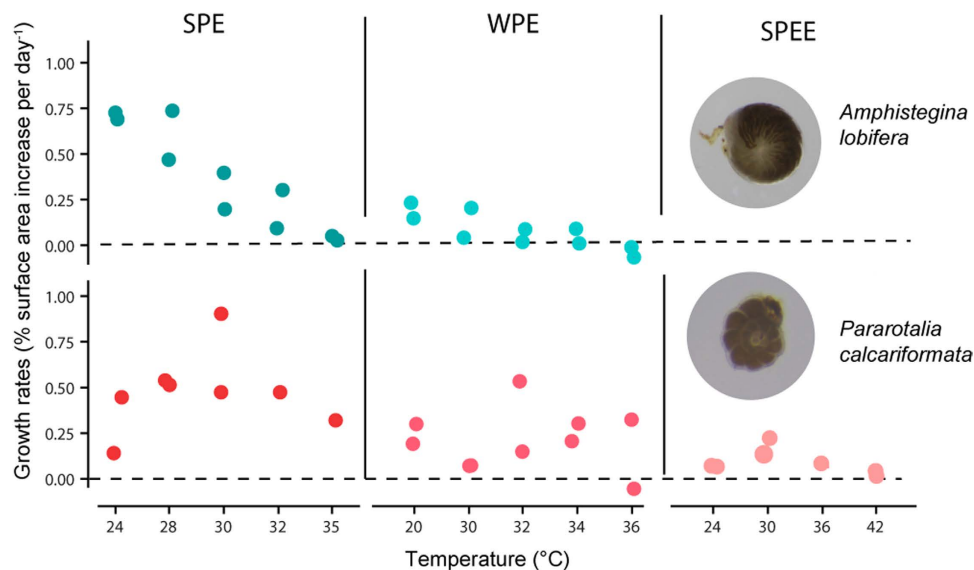 SPE
WPE
SPEE
Growth rates (% surface area increase per day⁻¹)
1.00
0.75
0.50
0.25
0.00
Amphistegina
lobifera
1.00
0.75
0.50
0.25
0.00
Pararotalia
calcariformata
24 28 30 32 35
20 30 32 34 36
24 30 36 42
Temperature (°C)